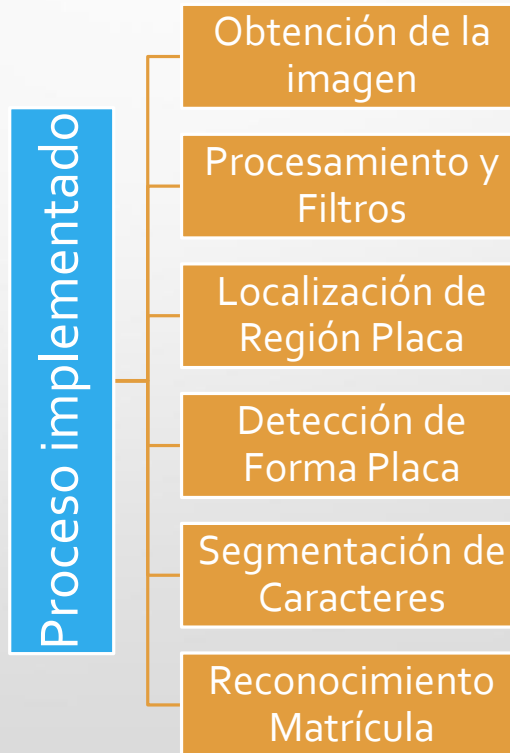 Proceso implementado
Obtención de la
imagen
Procesamiento y
Filtros
Localización de
Región Placa
Detección de
Forma Placa
Segmentación de
Caracteres
Reconocimiento
Matrícula